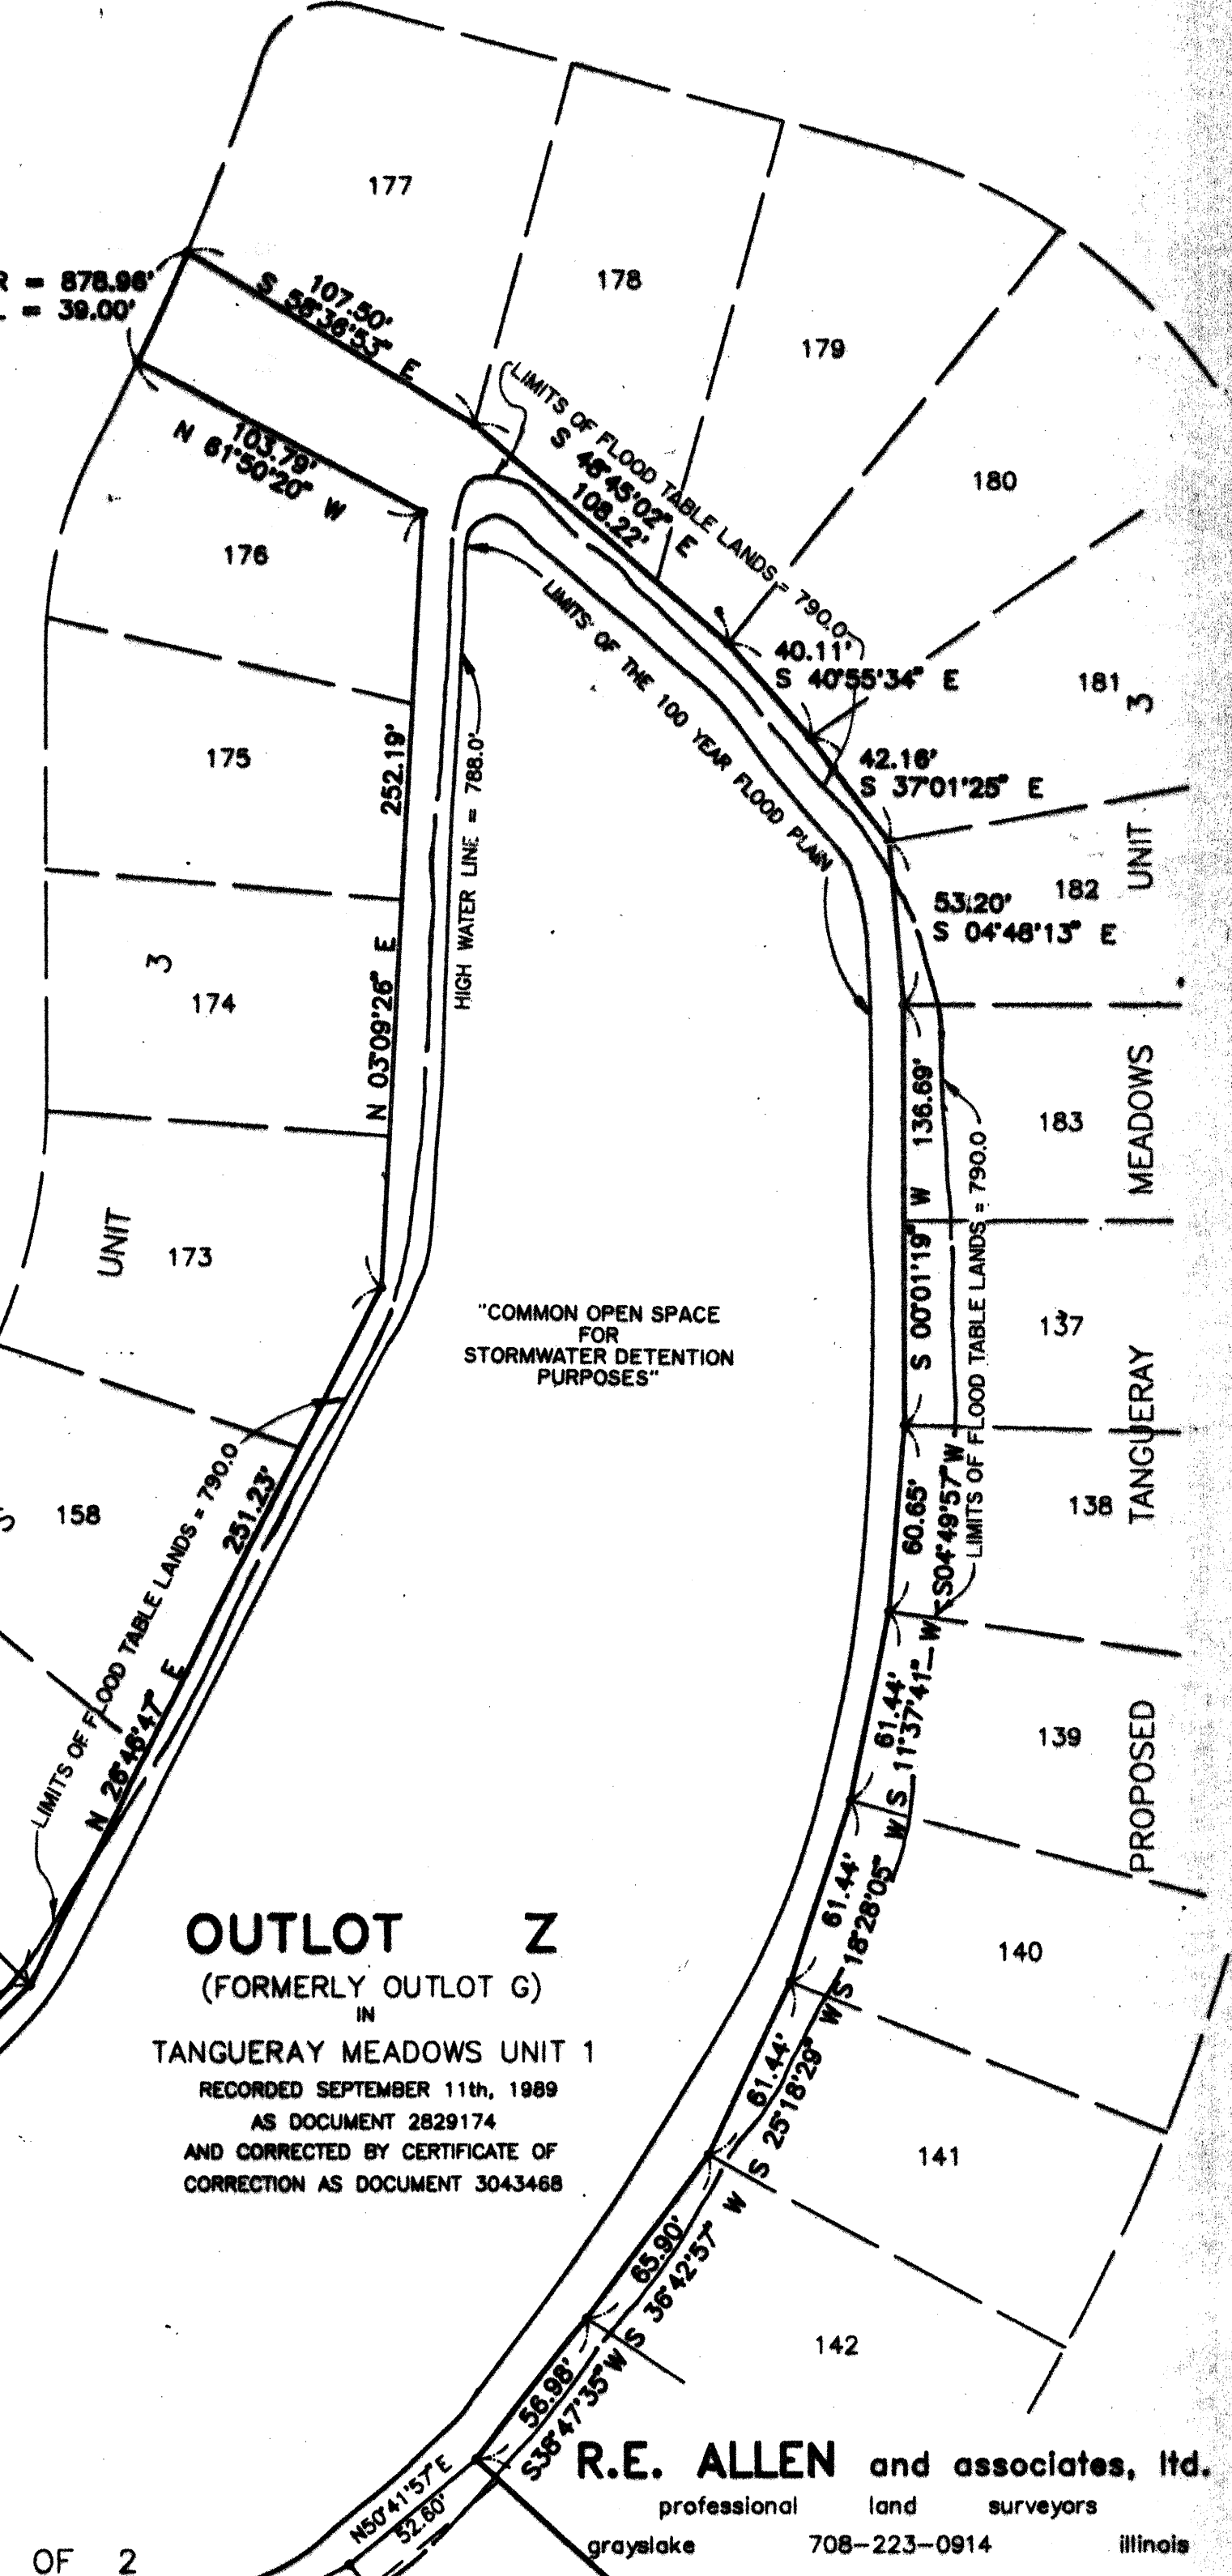 177
178
179
180
181
182
183
137
138
139
140
141
142
R = 878.96'
L = 39.00'
107.50'
S 58°36'53" E
103.79'
N 61°50'20" W
LIMITS OF FLOOD TABLE LANDS = 790.0
S 48°45'02" E
108.22'
LIMITS OF THE 100 YEAR FLOOD PLAIN
40.11'
S 40°55'34" E
42.16'
S 37°01'25" E
53.20'
S 04°48'13" E
176
175
3
174
UNIT
173
158
252.19'
N 03°09'26" E
HIGH WATER LINE = 788.0'
251.23'
N 26°46'47" E
LIMITS OF FLOOD TABLE LANDS = 790.0
"COMMON OPEN SPACE
FOR
STORMWATER DETENTION
PURPOSES"
136.69'
S 00°01'19" W
LIMITS OF FLOOD TABLE LANDS = 790.0
60.65'
S04°49'57"W
61.44'
S 11°37'41" W
61.44'
S 18°28'05" W
61.44'
S 25°18'29" W
65.90'
S 36°42'57" W
56.98'
S38°47'35"W
N50°41'57"E
52.60'
PROPOSED TANGUERAY MEADOWS UNIT 3
OUTLOT Z
(FORMERLY OUTLOT G)
IN
TANGUERAY MEADOWS UNIT 1
RECORDED SEPTEMBER 11th, 1989
AS DOCUMENT 2829174
AND CORRECTED BY CERTIFICATE OF
CORRECTION AS DOCUMENT 3043468
R.E. ALLEN and associates, ltd.
professional land surveyors
grayslake 708-223-0914 illinois
OF 2